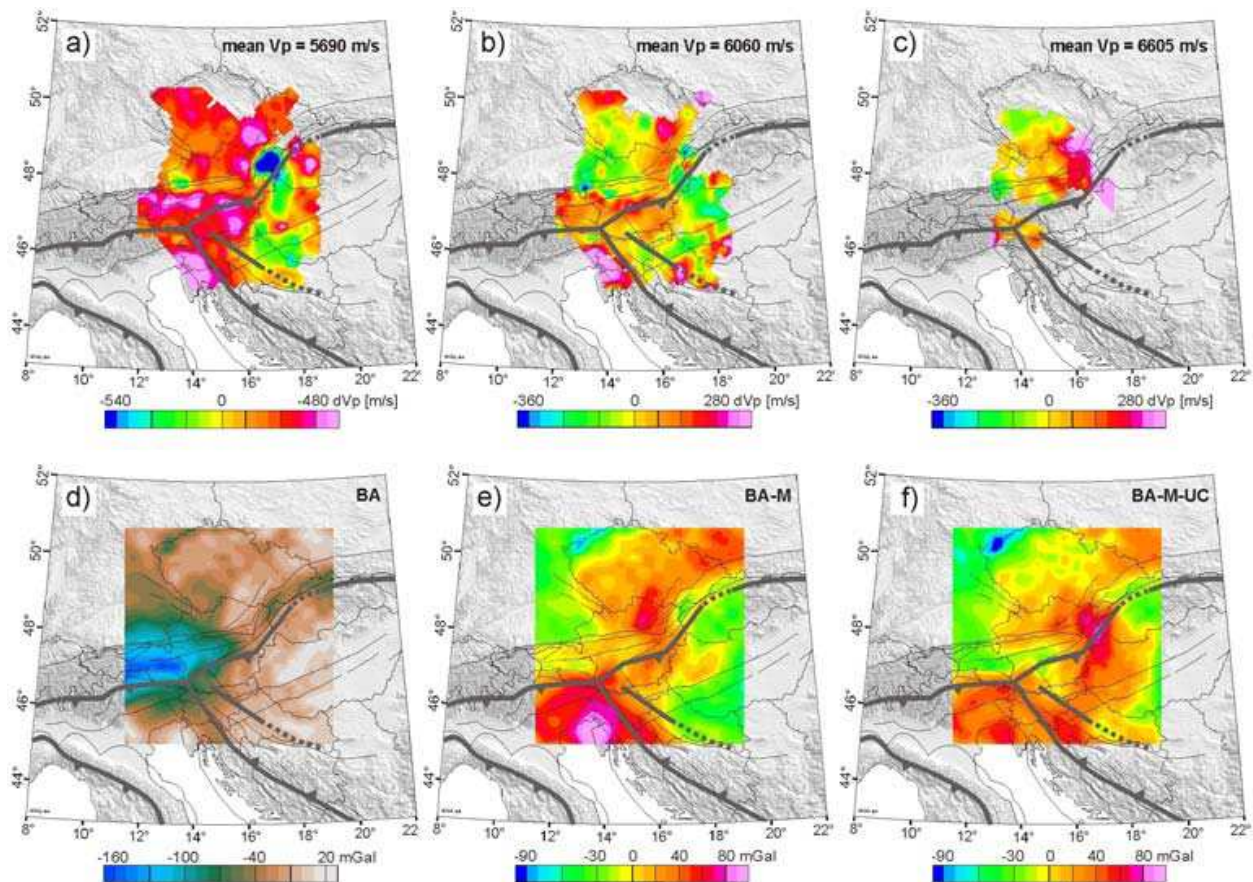 a) mean Vp = 5690 m/s
b) mean Vp = 6060 m/s
c) mean Vp = 6605 m/s
52° 52° 52°
50° 50° 50°
48° 48° 48°
46° 46° 46°
44° 44° 44°
8° 10° 12° 14° 16° 18° 20° 22°
8° 10° 12° 14° 16° 18° 20° 22°
8° 10° 12° 14° 16° 18° 20° 22°
-540 0 -480 dVp [m/s]
-360 0 280 dVp [m/s]
-360 0 280 dVp [m/s]
d) BA
e) BA-M
f) BA-M-UC
52° 52° 52°
50° 50° 50°
48° 48° 48°
46° 46° 46°
44° 44° 44°
8° 10° 12° 14° 16° 18° 20° 22°
8° 10° 12° 14° 16° 18° 20° 22°
8° 10° 12° 14° 16° 18° 20° 22°
-160 -100 -40 20 mGal
-90 -30 0 40 80 mGal
-90 -30 0 40 80 mGal